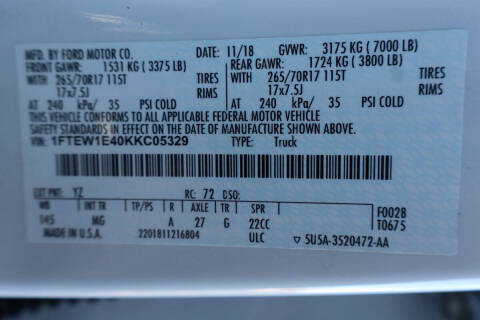 MFD. BY FORD MOTOR CO.
DATE: 11/18 GVWR: 3175 KG (7000 LB)
FRONT GAWR: 1531 KG (3375 LB) REAR GAWR: 1724 KG (3800 LB)
WITH 265/70R17 115T TIRES WITH 265/70R17 115T TIRES
17x7.5J RIMS 17x7.5J RIMS
AT 240 kPa/ 35 PSI COLD AT 240 kPa/ 35 PSI COLD
THIS VEHICLE CONFORMS TO ALL APPLICABLE FEDERAL MOTOR VEHICLE
SAFETY STANDARDS IN EFFECT ON THE DATE OF MANUFACTURE SHOWN ABOVE.
VIN: 1FTEW1E40KKC05329 TYPE: Truck
EXT PNT: YZ RC: 72 DSO:
WB INT TR TP/PS R AXLE TR SPR F0028
145 MG A 27 G 22CC T0675
ULC
MADE IN U.S.A. 2201811216804 5U5A-3520472-AA